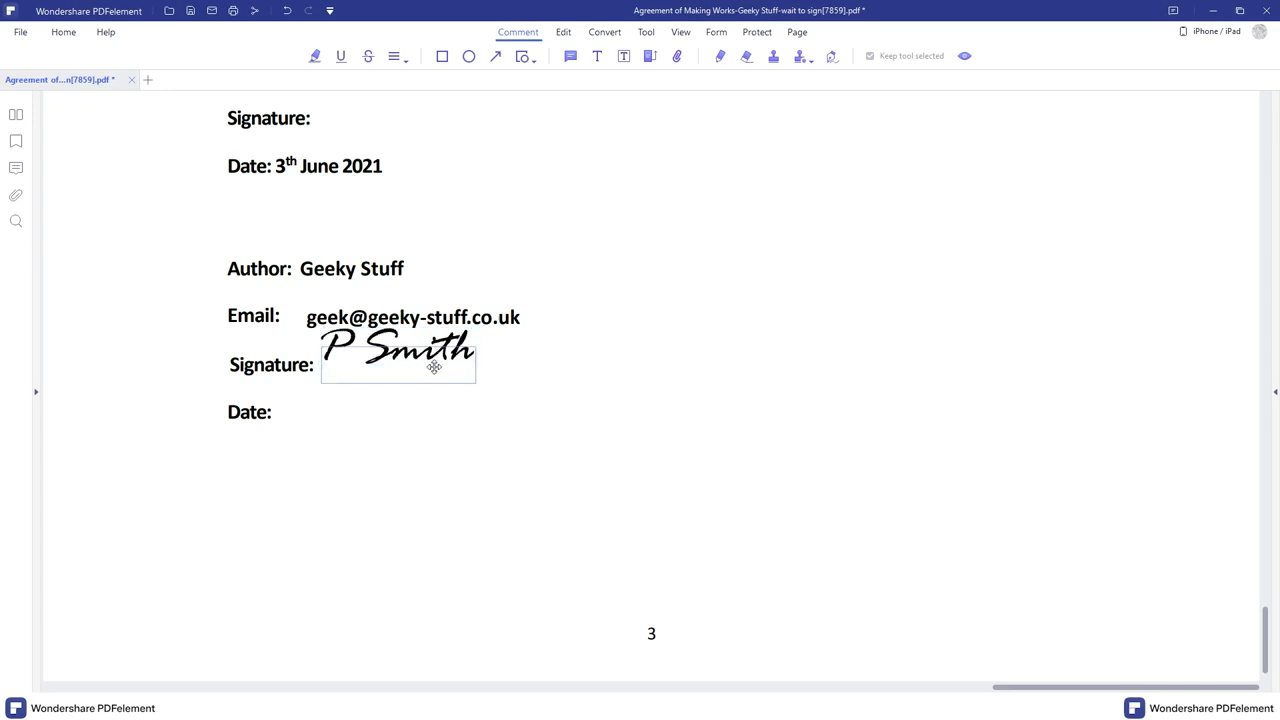 Wondershare PDFelement
Agreement of Making Works-Geeky Stuff-wait to sign[7859].pdf *
File Home Help Comment Edit Convert Tool View Form Protect Page iPhone / iPad
Keep tool selected
Agreement of...n[7859].pdf *
Signature:
Date: 3th June 2021
Author: Geeky Stuff
Email: geek@geeky-stuff.co.uk
Signature: P Smith
Date:
3
Wondershare PDFelement
Wondershare PDFelement